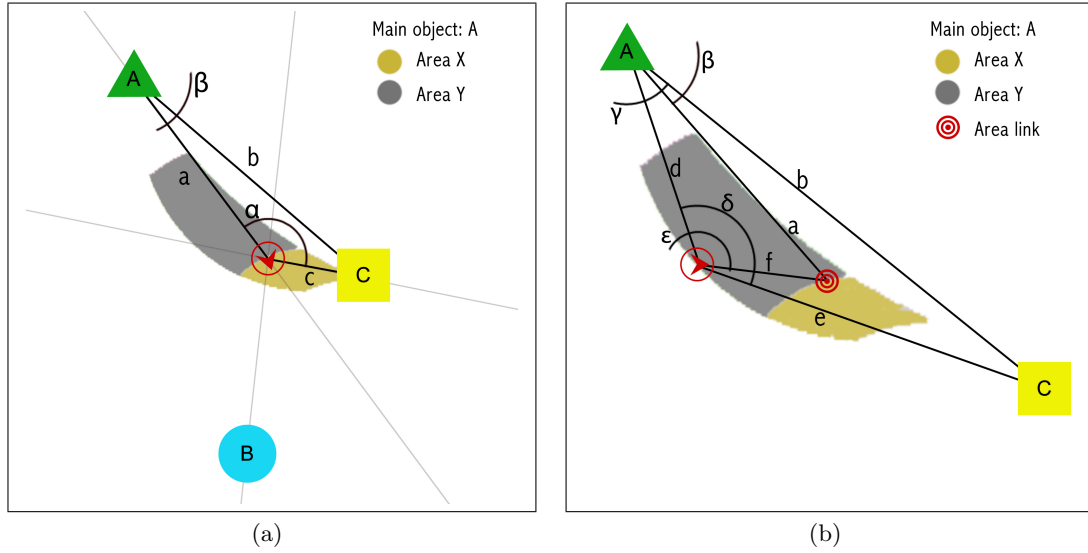 Main object: A
Area X
Area Y
A
β
b
a
α
c
C
B
(a)
Main object: A
Area X
Area Y
Area link
A
β
γ
d
b
δ
a
ε
f
e
C
(b)